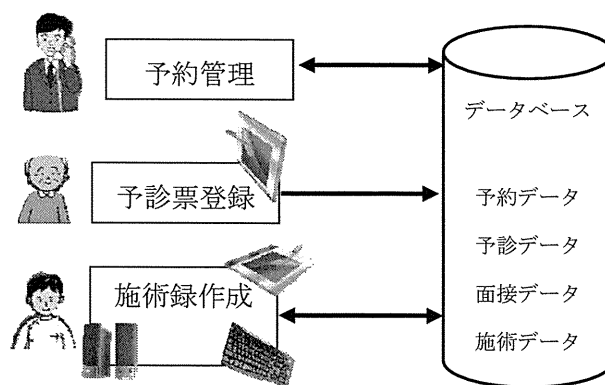 予約管理
データベース
予診票登録
予約データ
予診データ
施術録作成
面接データ
施術データ